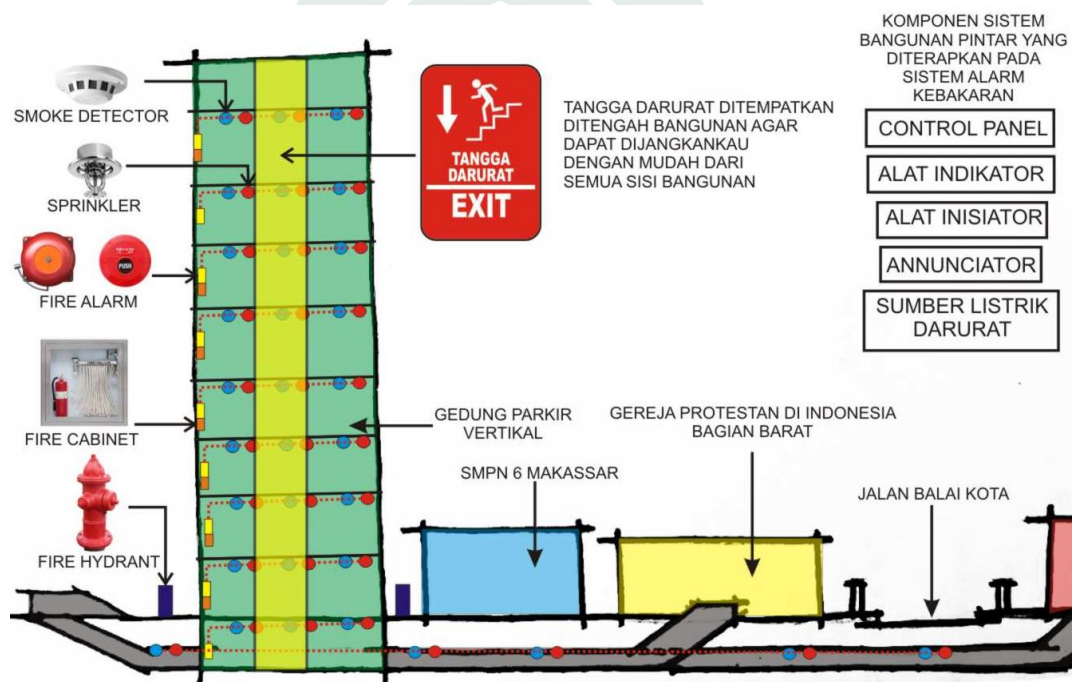 SMOKE DETECTOR
SPRINKLER
PUSH
FIRE ALARM
FIRE CABINET
FIRE HYDRANT
TANGGA
DARURAT
EXIT
TANGGA DARURAT DITEMPATKAN
DITENGAH BANGUNAN AGAR
DAPAT DIJANGKANKAU
DENGAN MUDAH DARI
SEMUA SISI BANGUNAN
KOMPONEN SISTEM
BANGUNAN PINTAR YANG
DITERAPKAN PADA
SISTEM ALARM
KEBAKARAN
CONTROL PANEL
ALAT INDIKATOR
ALAT INISIATOR
ANNUNCIATOR
SUMBER LISTRIK
DARURAT
GEDUNG PARKIR
VERTIKAL
SMPN 6 MAKASSAR
GEREJA PROTESTAN DI INDONESIA
BAGIAN BARAT
JALAN BALAI KOTA